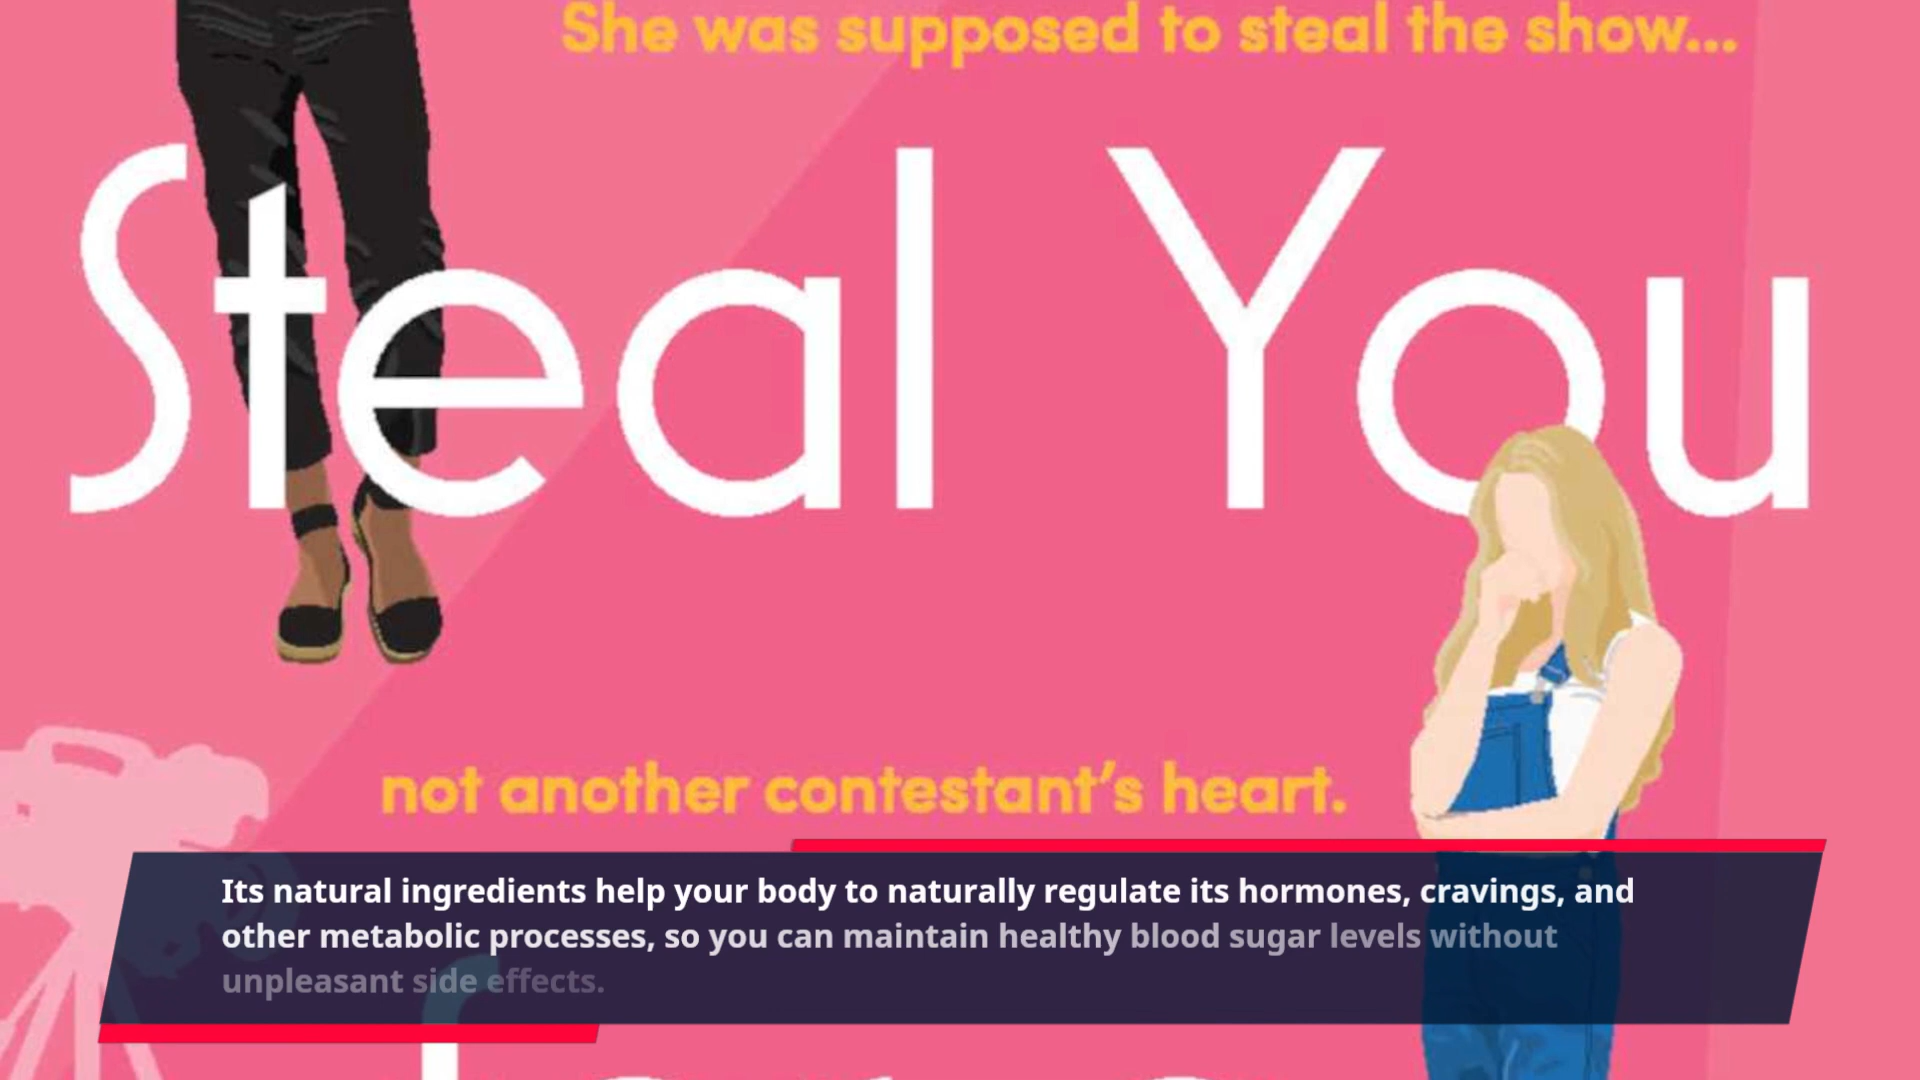 She was supposed to steal the show...
Steal You
not another contestant's heart.
Its natural ingredients help your body to naturally regulate its hormones, cravings, and
other metabolic processes, so you can maintain healthy blood sugar levels without
unpleasant side effects.